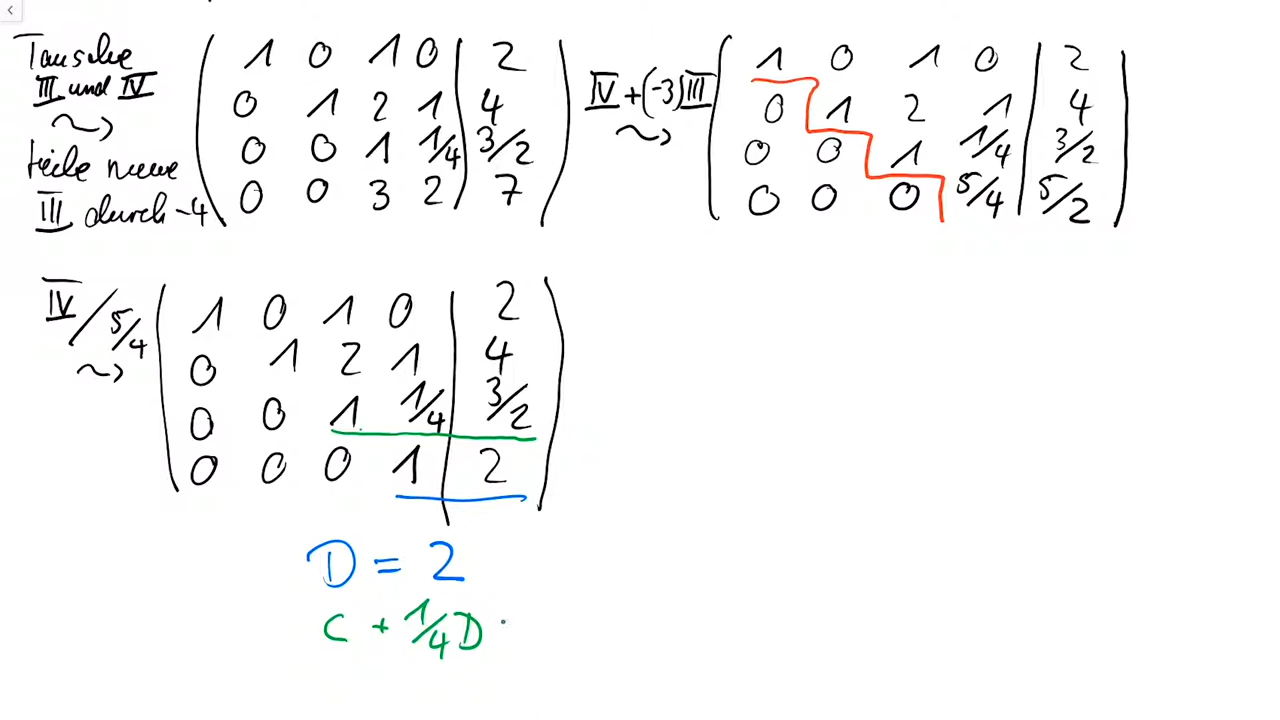 Tausche
III und IV
⤳
teile neue
III durch -4
1 0 1 0 | 2
0 1 2 1 | 4
0 0 1 1/4 | 3/2
0 0 3 2 | 7
IV + (-3) III
⤳
1 0 1 0 | 2
0 1 2 1 | 4
0 0 1 1/4 | 3/2
0 0 0 5/4 | 5/2
IV / 5/4
⤳
1 0 1 0 | 2
0 1 2 1 | 4
0 0 1 1/4 | 3/2
0 0 0 1 | 2
D = 2
C + 1/4 D